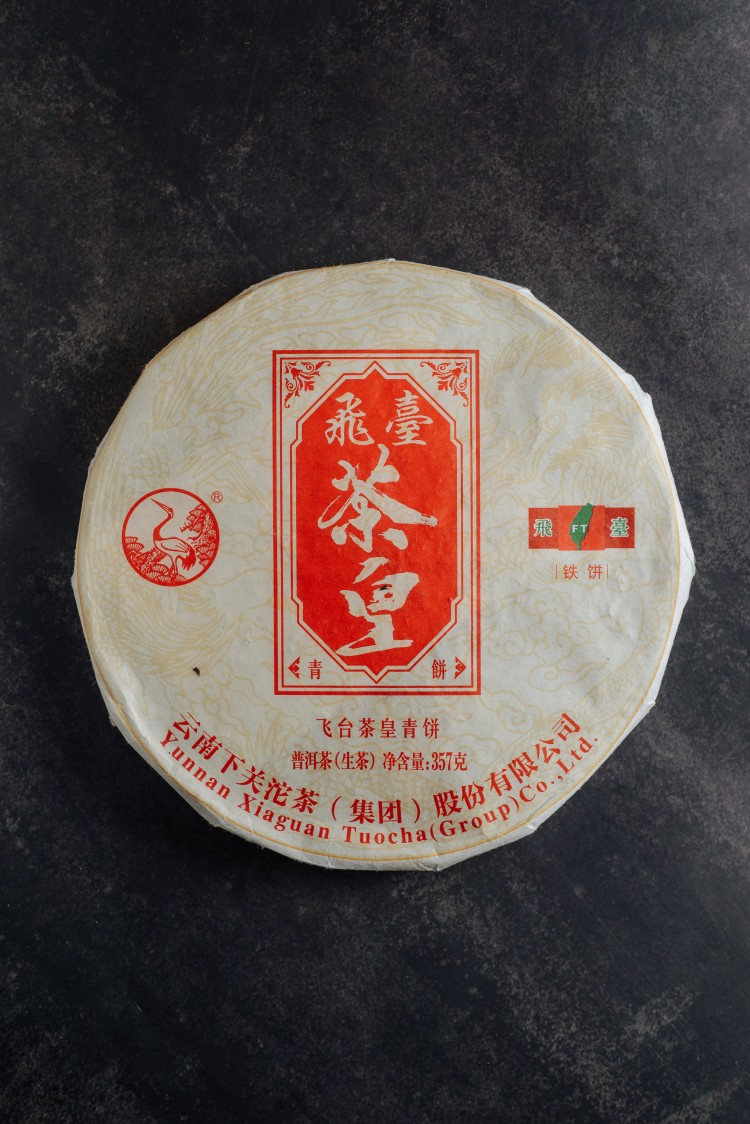 飛臺
茶
皇
®
飛 FT 臺
铁饼
青 餅
飞台茶皇青饼
普洱茶(生茶) 净含量:357克
云南下关沱茶（集团）股份有限公司
Yunnan Xiaguan Tuocha(Group)Co.,Ltd.